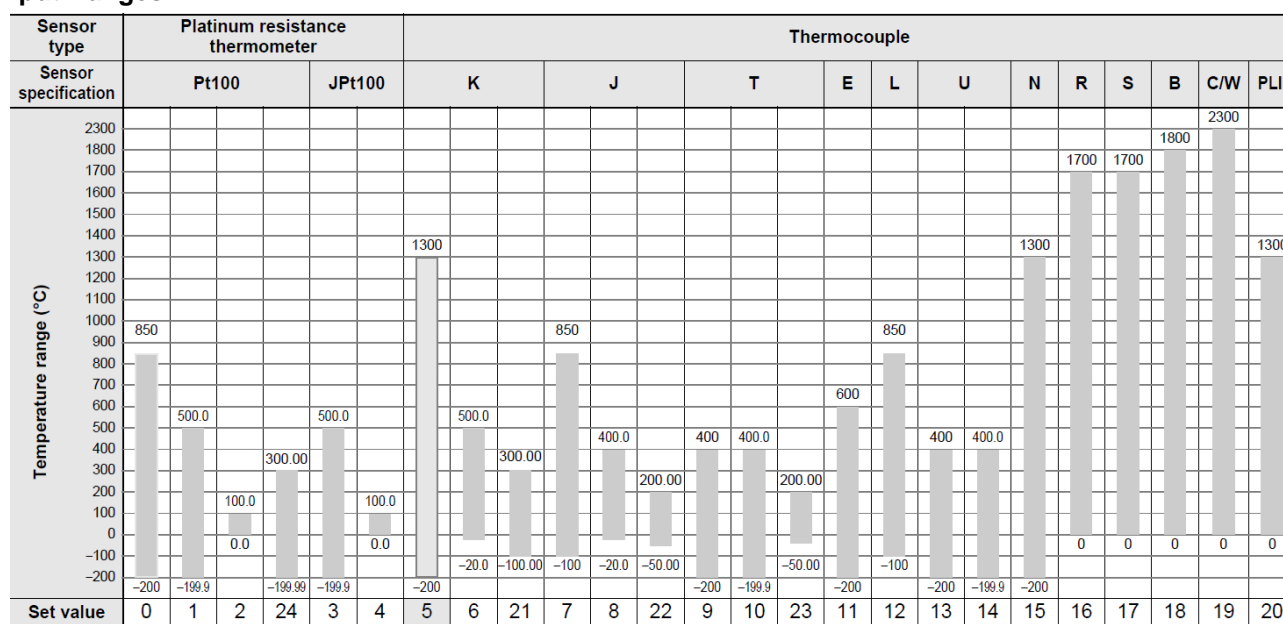 Sensor type Platinum resistance thermometer Thermocouple
Sensor specification Pt100 JPt100 K J T E L U N R S B C/W PLI
Temperature range (°C)
2300
1800
1700
1600
1500
1400
1300
1200
1100
1000
900
800
700
600
500
400
300
200
100
0
−100
−200
2300
1800
1700 1700
1300 1300 1300
850 850 850
600
500.0 500.0 500.0
400.0 400 400.0 400 400.0
300.00 300.00
200.00 200.00
100.0 100.0
0.0 0.0 0 0 0 0 0
−20.0 −100.00 −100 −20.0 −50.00 −50.00 −100
−200 −199.9 −199.99 −199.9 −200 −200 −199.9 −200 −200 −199.9 −200
Set value 0 1 2 24 3 4 5 6 21 7 8 22 9 10 23 11 12 13 14 15 16 17 18 19 20